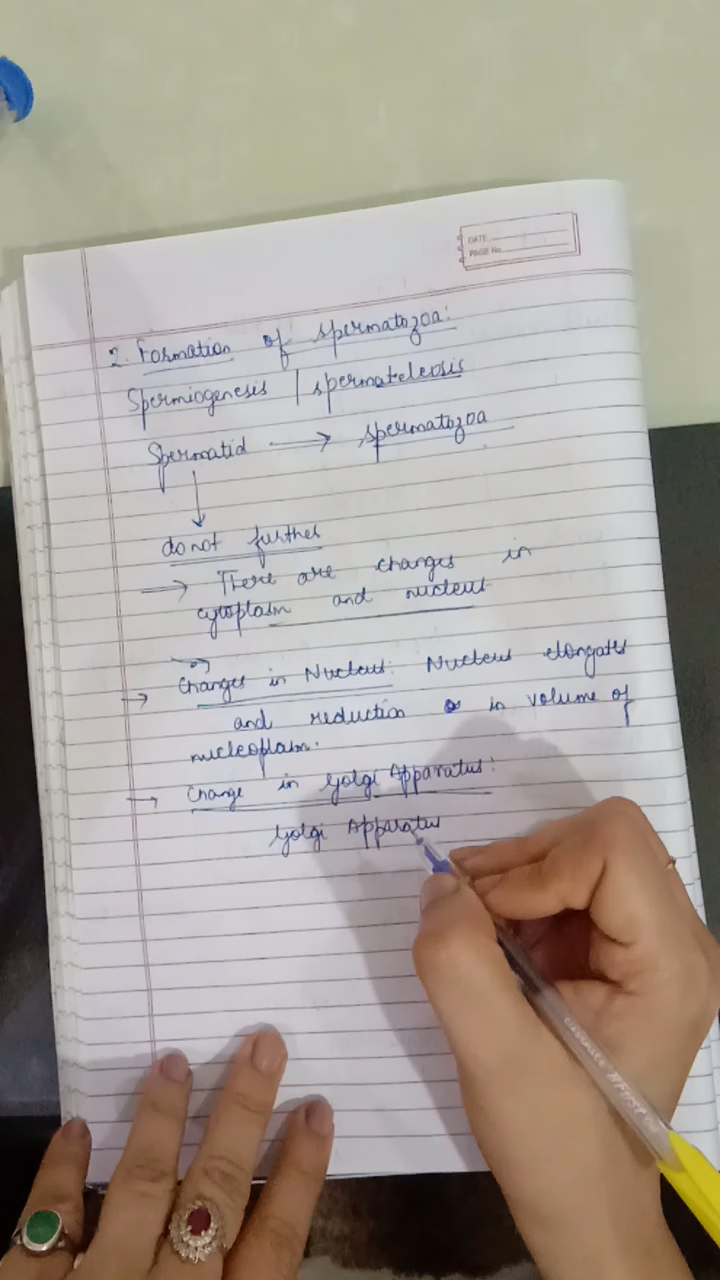 DATE
PAGE No.
2. Formation of spermatozoa:
Spermiogenesis | spermateleosis
Spermatid → spermatozoa
↓
do not further
→ There are changes in
cytoplasm and nucleus
→ Changes in Nucleus: Nucleus elongates
and reduction in volume of
nucleoplasm.
→ Change in Golgi Apparatus:
Golgi Apparatus